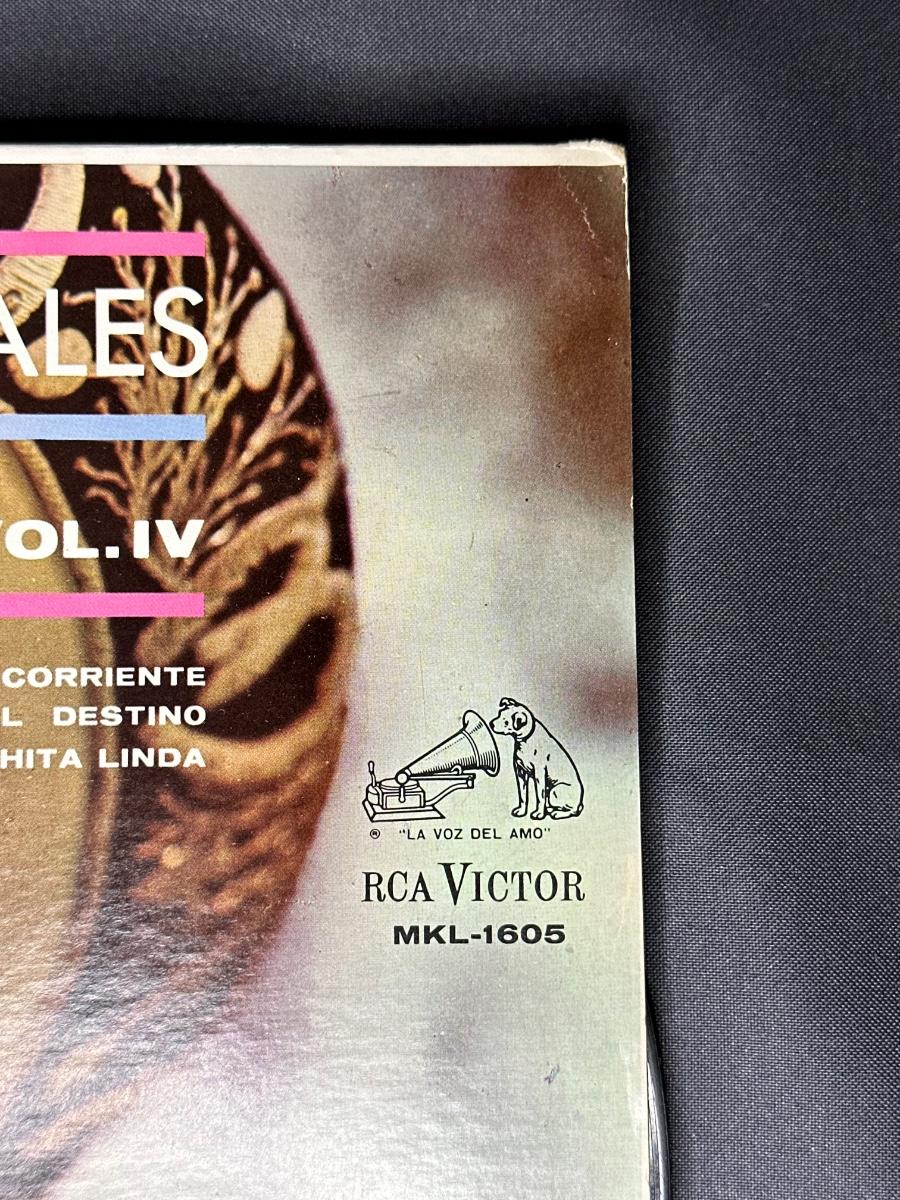 ALES
VOL. IV
CORRIENTE
L DESTINO
HITA LINDA
® "LA VOZ DEL AMO"
RCA VICTOR
MKL-1605